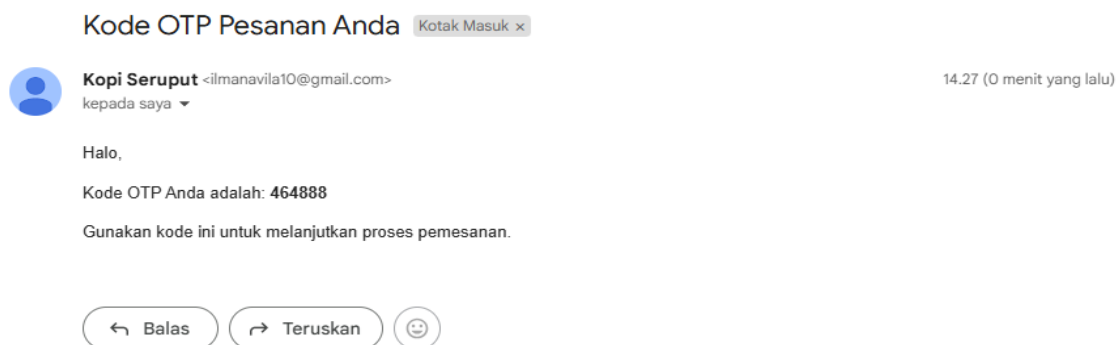 Kode OTP Pesanan Anda Kotak Masuk ×
Kopi Seruput <ilmanavila10@gmail.com> 14.27 (0 menit yang lalu)
kepada saya
Halo,
Kode OTP Anda adalah: 464888
Gunakan kode ini untuk melanjutkan proses pemesanan.
Balas Teruskan